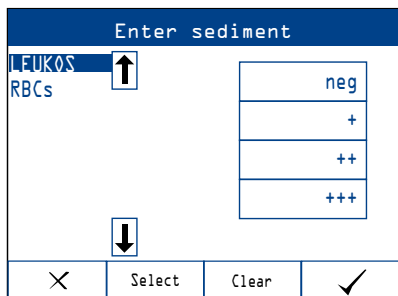 Enter sediment
LEUKOS
RBCs
neg
+
++
+++
Select
Clear